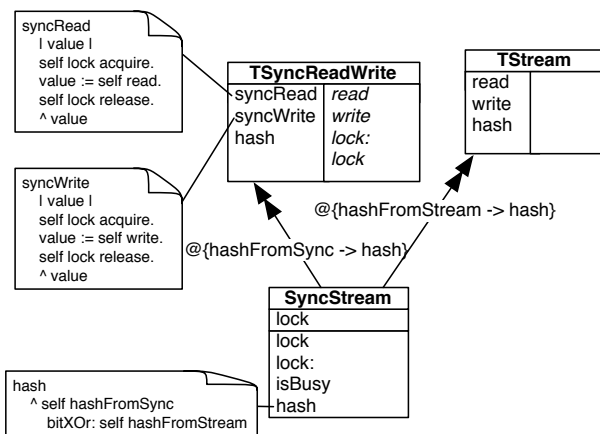 syncRead
| value |
self lock acquire.
value := self read.
self lock release.
^ value
syncWrite
| value |
self lock acquire.
value := self write.
self lock release.
^ value
TSyncReadWrite
syncRead
syncWrite
hash
read
write
lock:
lock
TStream
read
write
hash
@{hashFromStream -> hash}
@{hashFromSync -> hash}
SyncStream
lock
lock
lock:
isBusy
hash
hash
^ self hashFromSync
bitXOr: self hashFromStream